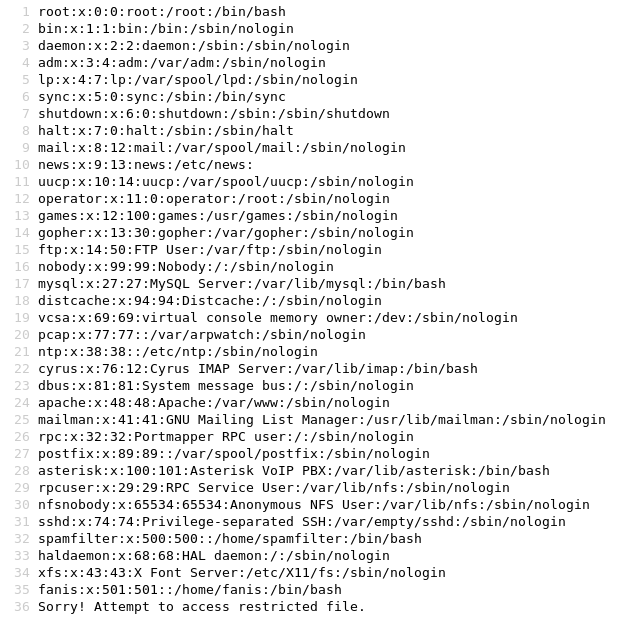 1 root:x:0:0:root:/root:/bin/bash
2 bin:x:1:1:bin:/bin:/sbin/nologin
3 daemon:x:2:2:daemon:/sbin:/sbin/nologin
4 adm:x:3:4:adm:/var/adm:/sbin/nologin
5 lp:x:4:7:lp:/var/spool/lpd:/sbin/nologin
6 sync:x:5:0:sync:/sbin:/bin/sync
7 shutdown:x:6:0:shutdown:/sbin:/sbin/shutdown
8 halt:x:7:0:halt:/sbin:/sbin/halt
9 mail:x:8:12:mail:/var/spool/mail:/sbin/nologin
10 news:x:9:13:news:/etc/news:
11 uucp:x:10:14:uucp:/var/spool/uucp:/sbin/nologin
12 operator:x:11:0:operator:/root:/sbin/nologin
13 games:x:12:100:games:/usr/games:/sbin/nologin
14 gopher:x:13:30:gopher:/var/gopher:/sbin/nologin
15 ftp:x:14:50:FTP User:/var/ftp:/sbin/nologin
16 nobody:x:99:99:Nobody:/:/sbin/nologin
17 mysql:x:27:27:MySQL Server:/var/lib/mysql:/bin/bash
18 distcache:x:94:94:Distcache:/:/sbin/nologin
19 vcsa:x:69:69:virtual console memory owner:/dev:/sbin/nologin
20 pcap:x:77:77::/var/arpwatch:/sbin/nologin
21 ntp:x:38:38::/etc/ntp:/sbin/nologin
22 cyrus:x:76:12:Cyrus IMAP Server:/var/lib/imap:/bin/bash
23 dbus:x:81:81:System message bus:/:/sbin/nologin
24 apache:x:48:48:Apache:/var/www:/sbin/nologin
25 mailman:x:41:41:GNU Mailing List Manager:/usr/lib/mailman:/sbin/nologin
26 rpc:x:32:32:Portmapper RPC user:/:/sbin/nologin
27 postfix:x:89:89::/var/spool/postfix:/sbin/nologin
28 asterisk:x:100:101:Asterisk VoIP PBX:/var/lib/asterisk:/bin/bash
29 rpcuser:x:29:29:RPC Service User:/var/lib/nfs:/sbin/nologin
30 nfsnobody:x:65534:65534:Anonymous NFS User:/var/lib/nfs:/sbin/nologin
31 sshd:x:74:74:Privilege-separated SSH:/var/empty/sshd:/sbin/nologin
32 spamfilter:x:500:500::/home/spamfilter:/bin/bash
33 haldaemon:x:68:68:HAL daemon:/:/sbin/nologin
34 xfs:x:43:43:X Font Server:/etc/X11/fs:/sbin/nologin
35 fanis:x:501:501::/home/fanis:/bin/bash
36 Sorry! Attempt to access restricted file.